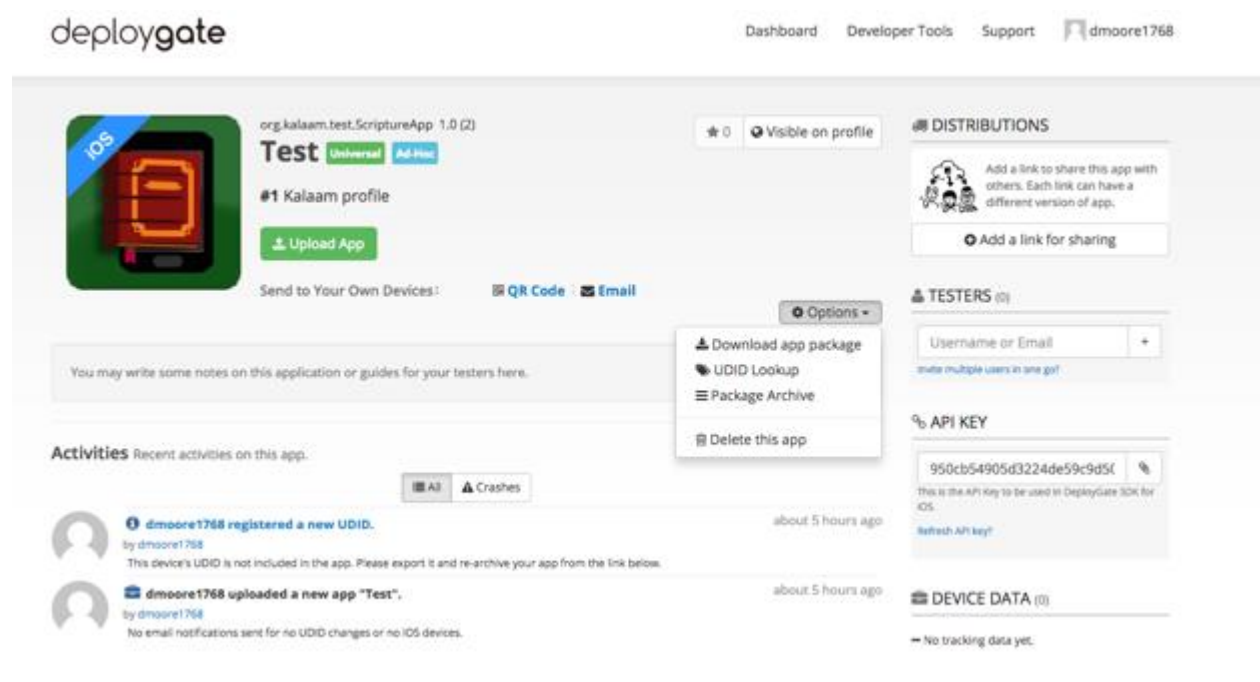 deploygate
Dashboard Developer Tools Support dmoore1768
iOS
org.kalaam.test.ScriptureApp 1.0 (2)
Test Universal Ad-Hoc
#1 Kalaam profile
Upload App
Send to Your Own Devices: QR Code Email
0 Visible on profile
Options
Download app package
UDID Lookup
Package Archive
Delete this app
You may write some notes on this application or guides for your testers here.
Activities Recent activities on this app.
All Crashes
dmoore1768 registered a new UDID. about 5 hours ago
by dmoore1768
This device's UDID is not included in the app. Please export it and re-archive your app from the link below.
dmoore1768 uploaded a new app "Test". about 5 hours ago
by dmoore1768
No email notifications sent for no UDID changes or no iOS devices.
DISTRIBUTIONS
Add a link to share this app with
others. Each link can have a
different version of app.
Add a link for sharing
TESTERS (0)
Username or Email +
Invite multiple users in one go?
API KEY
950cb54905d3224de59c9d5(
This is the API Key to be used in DeployGate SDK for
iOS.
Refresh API key?
DEVICE DATA (0)
No tracking data yet.